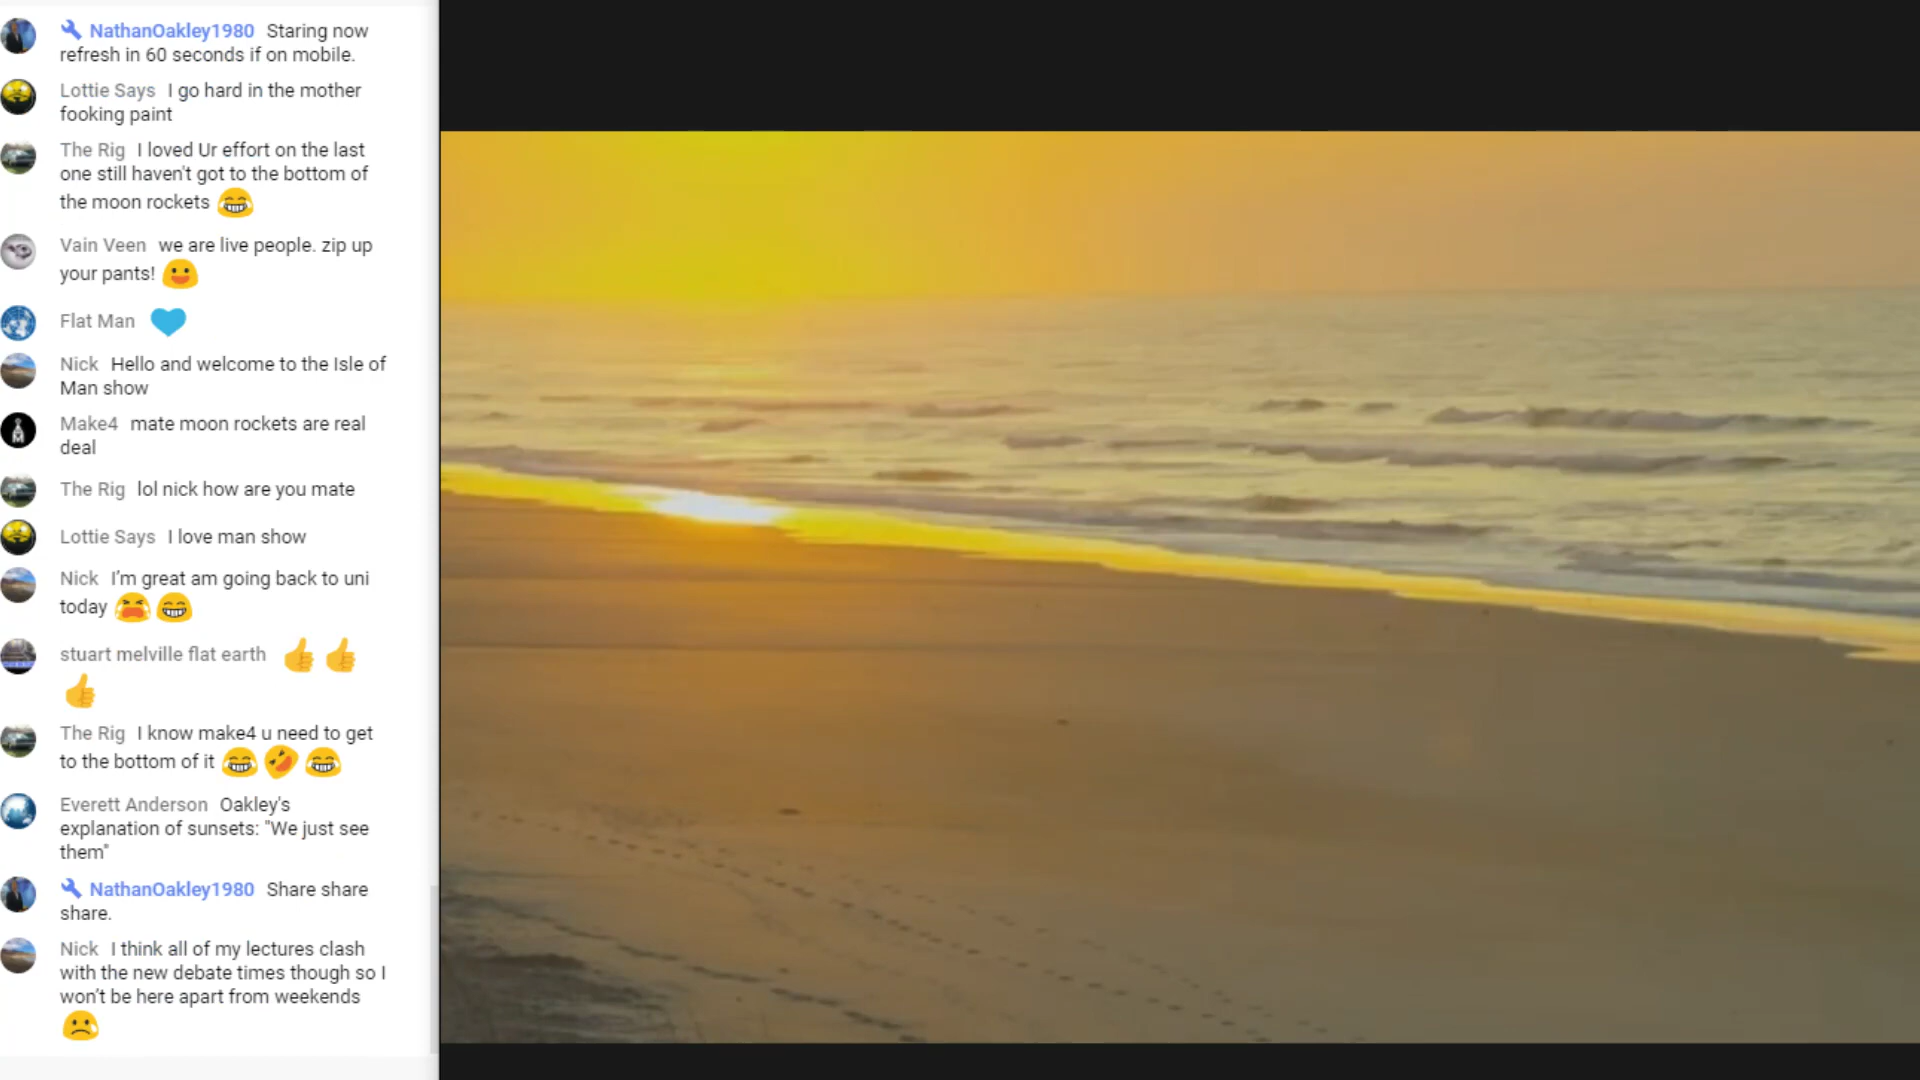 NathanOakley1980 Staring now
refresh in 60 seconds if on mobile.
Lottie Says I go hard in the mother
fooking paint
The Rig I loved Ur effort on the last
one still haven't got to the bottom of
the moon rockets
Vain Veen we are live people. zip up
your pants!
Flat Man
Nick Hello and welcome to the Isle of
Man show
Make4 mate moon rockets are real
deal
The Rig lol nick how are you mate
Lottie Says I love man show
Nick I'm great am going back to uni
today
stuart melville flat earth
The Rig I know make4 u need to get
to the bottom of it
Everett Anderson Oakley's
explanation of sunsets: "We just see
them"
NathanOakley1980 Share share
share.
Nick I think all of my lectures clash
with the new debate times though so I
won't be here apart from weekends